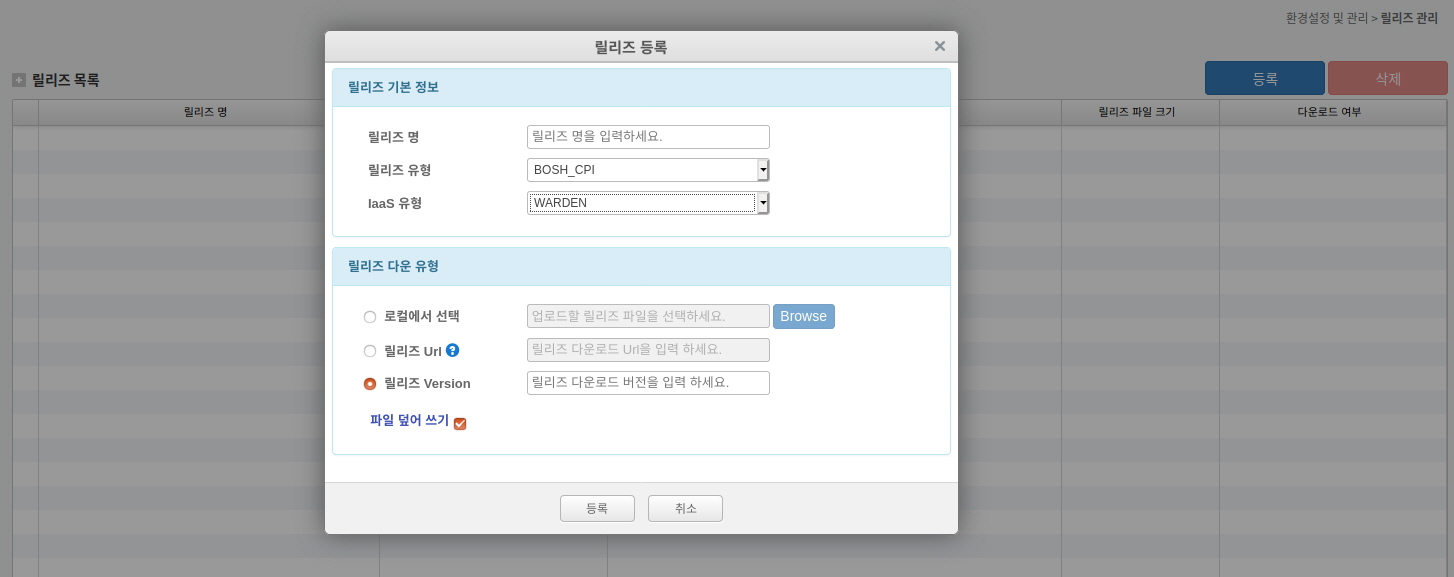 환경설정 및 관리 > 릴리즈 관리
릴리즈 목록
등록
삭제
릴리즈 명
릴리즈 파일 크기
다운로드 여부
릴리즈 등록
릴리즈 기본 정보
릴리즈 명
릴리즈 명을 입력하세요.
릴리즈 유형
BOSH_CPI
IaaS 유형
WARDEN
릴리즈 다운 유형
로컬에서 선택
업로드할 릴리즈 파일을 선택하세요.
Browse
릴리즈 Url
릴리즈 다운로드 Url을 입력 하세요.
릴리즈 Version
릴리즈 다운로드 버전을 입력 하세요.
파일 덮어 쓰기
등록
취소